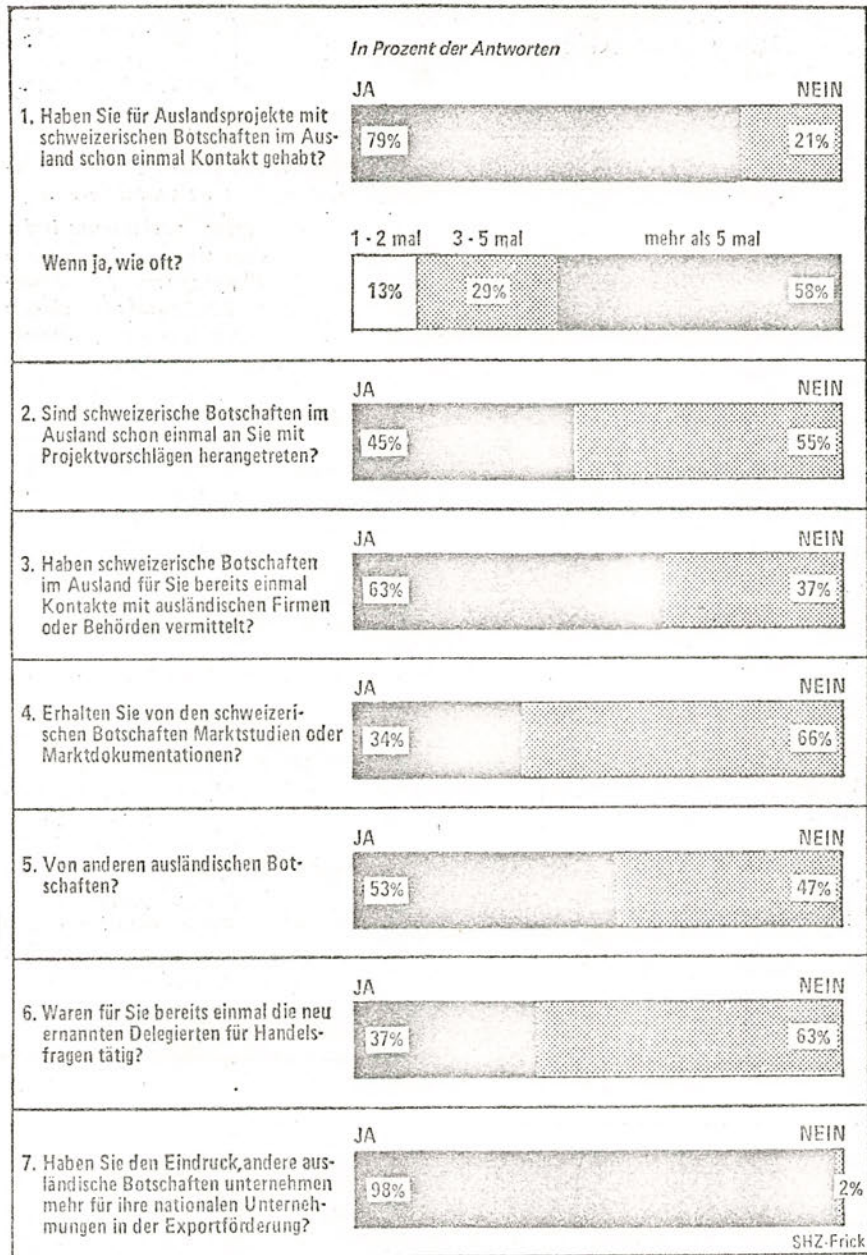 In Prozent der Antworten
JA NEIN
1. Haben Sie für Auslandsprojekte mit
schweizerischen Botschaften im Aus-
land schon einmal Kontakt gehabt?
79% 21%
1 - 2 mal 3 - 5 mal mehr als 5 mal
Wenn ja, wie oft?
13% 29% 58%
JA NEIN
2. Sind schweizerische Botschaften im
Ausland schon einmal an Sie mit
Projektvorschlägen herangetreten?
45% 55%
JA NEIN
3. Haben schweizerische Botschaften
im Ausland für Sie bereits einmal
Kontakte mit ausländischen Firmen
oder Behörden vermittelt?
63% 37%
JA NEIN
4. Erhalten Sie von den schweizeri-
schen Botschaften Marktstudien oder
Marktdokumentationen?
34% 66%
JA NEIN
5. Von anderen ausländischen Bot-
schaften?
53% 47%
JA NEIN
6. Waren für Sie bereits einmal die neu
ernannten Delegierten für Handels-
fragen tätig?
37% 63%
JA NEIN
7. Haben Sie den Eindruck, andere aus-
ländische Botschaften unternehmen
mehr für ihre nationalen Unterneh-
mungen in der Exportförderung?
98% 2%
SHZ-Frick